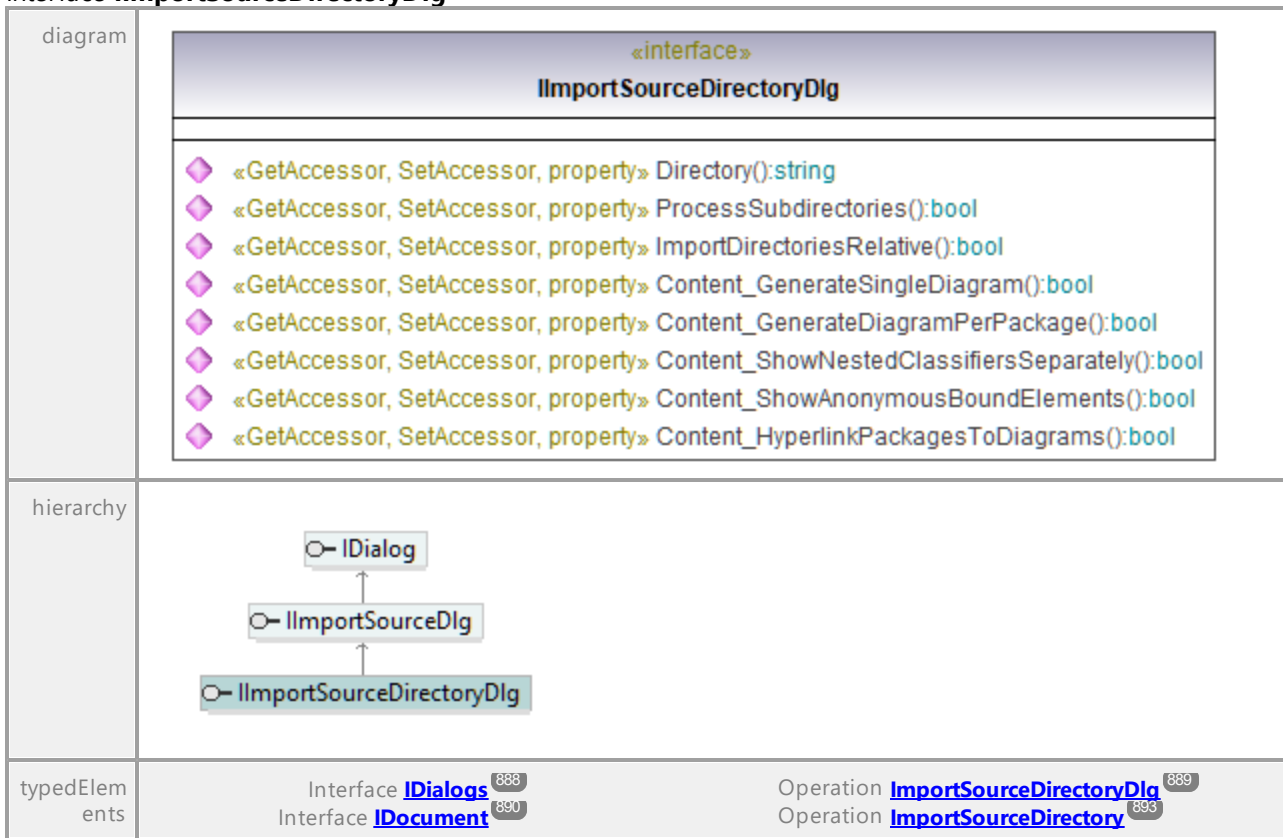 interface IImportSourceDirectoryDlg
diagram
«interface»
IImportSourceDirectoryDlg
«GetAccessor, SetAccessor, property» Directory():string
«GetAccessor, SetAccessor, property» ProcessSubdirectories():bool
«GetAccessor, SetAccessor, property» ImportDirectoriesRelative():bool
«GetAccessor, SetAccessor, property» Content_GenerateSingleDiagram():bool
«GetAccessor, SetAccessor, property» Content_GenerateDiagramPerPackage():bool
«GetAccessor, SetAccessor, property» Content_ShowNestedClassifiersSeparately():bool
«GetAccessor, SetAccessor, property» Content_ShowAnonymousBoundElements():bool
«GetAccessor, SetAccessor, property» Content_HyperlinkPackagesToDiagrams():bool
hierarchy
IDialog
IImportSourceDlg
IImportSourceDirectoryDlg
typedElem
ents
Interface IDialogs 888
Operation ImportSourceDirectoryDlg 889
Interface IDocument 890
Operation ImportSourceDirectory 893